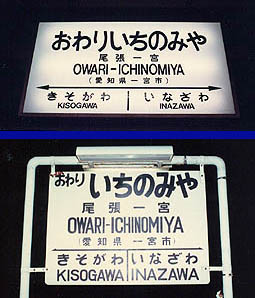 おわりいちのみや
尾張一宮
OWARI-ICHINOMIYA
(愛知県一宮市)
きそがわ いなざわ
KISOGAWA INAZAWA
おわり いちのみや
尾張一宮
OWARI-ICHINOMIYA
(愛知県 一宮市)
きそがわ いなざわ
KISOGAWA INAZAWA